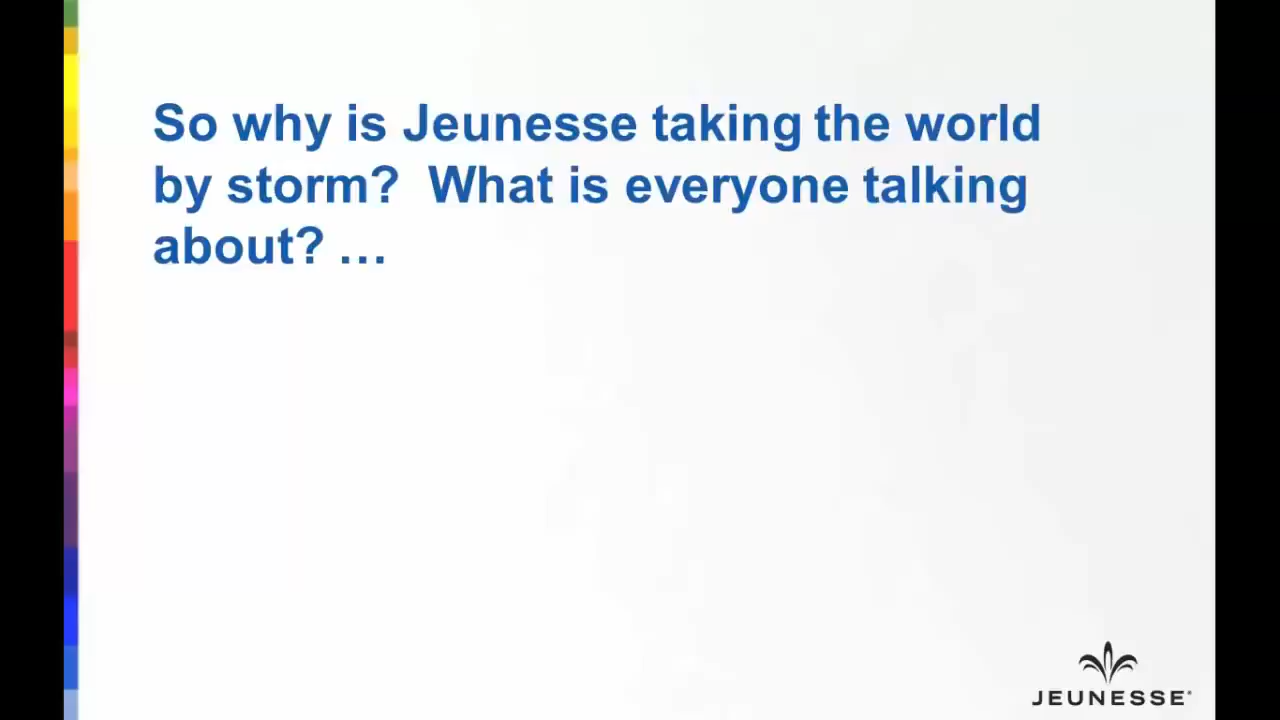 So why is Jeunesse taking the world
by storm?  What is everyone talking
about? …
JEUNESSE®